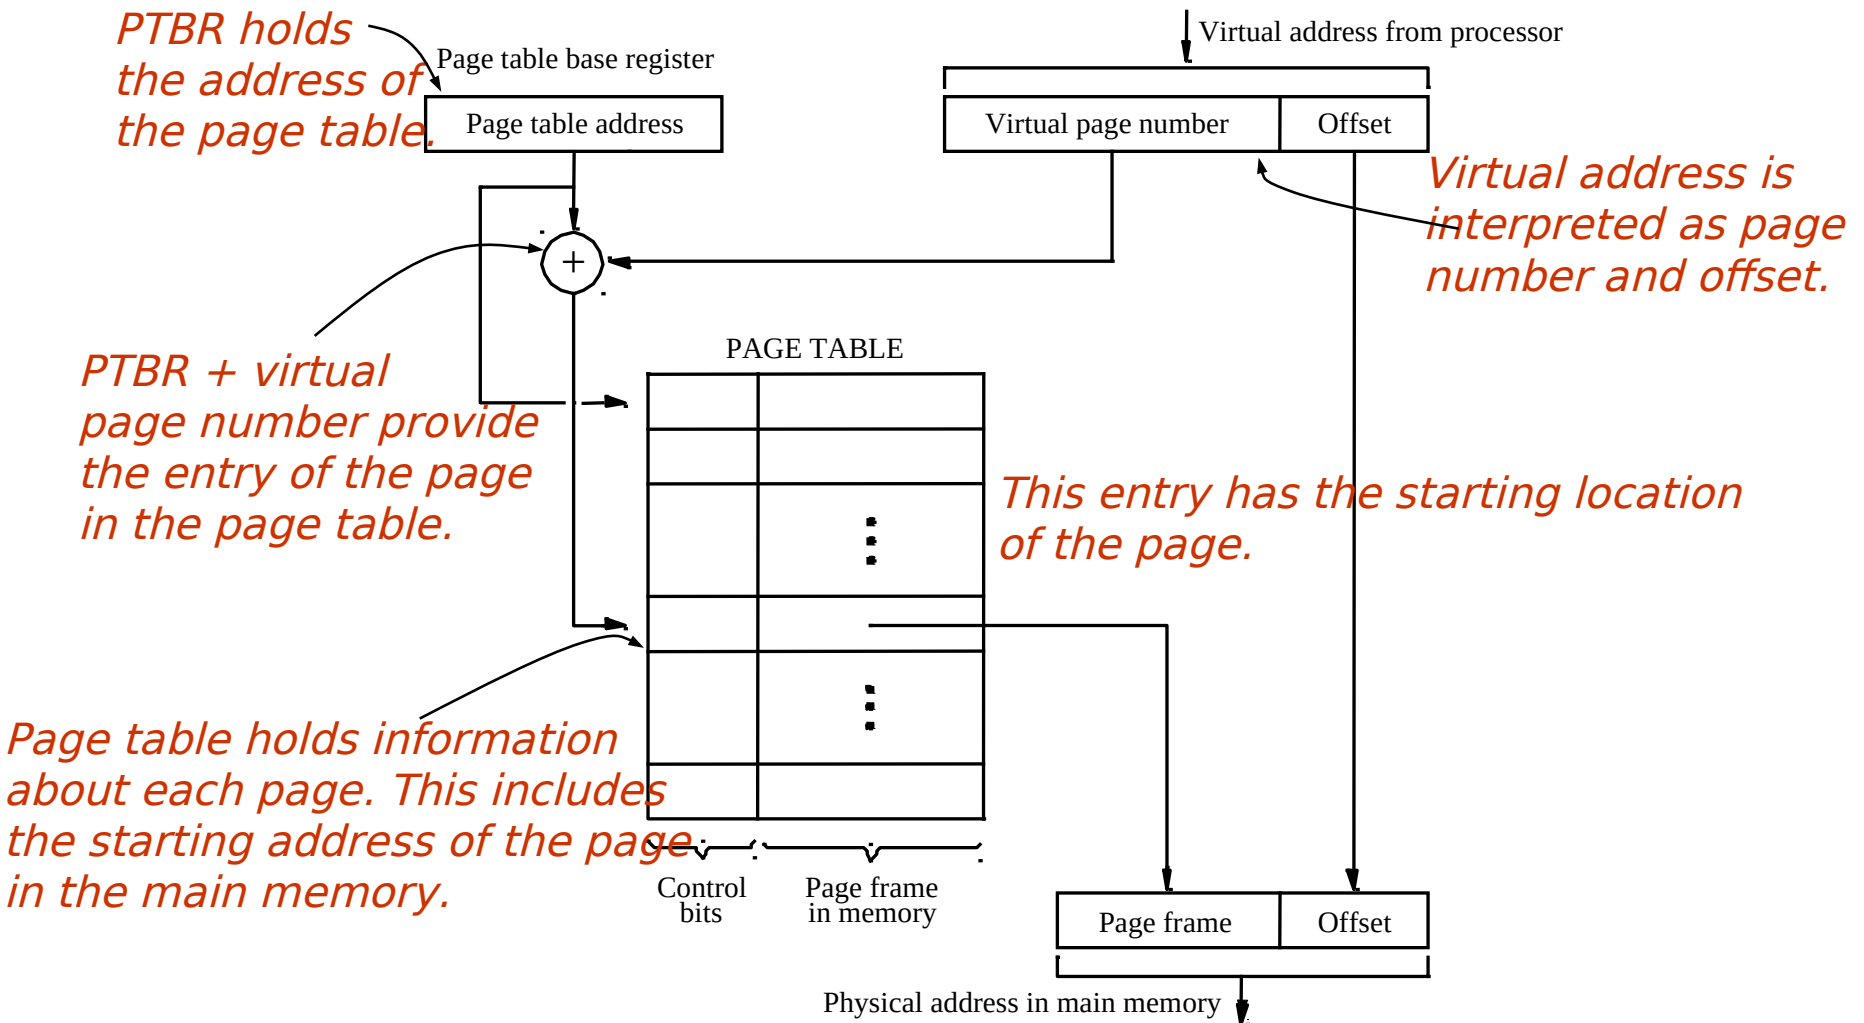 PTBR holds
the address of
the page table.
Page table base register
Page table address
Virtual address from processor
Virtual page number
Offset
Virtual address is
interpreted as page
number and offset.
+
PTBR + virtual
page number provide
the entry of the page
in the page table.
PAGE TABLE
This entry has the starting location
of the page.
Page table holds information
about each page. This includes
the starting address of the page
in the main memory.
Control
bits
Page frame
in memory
Page frame
Offset
Physical address in main memory